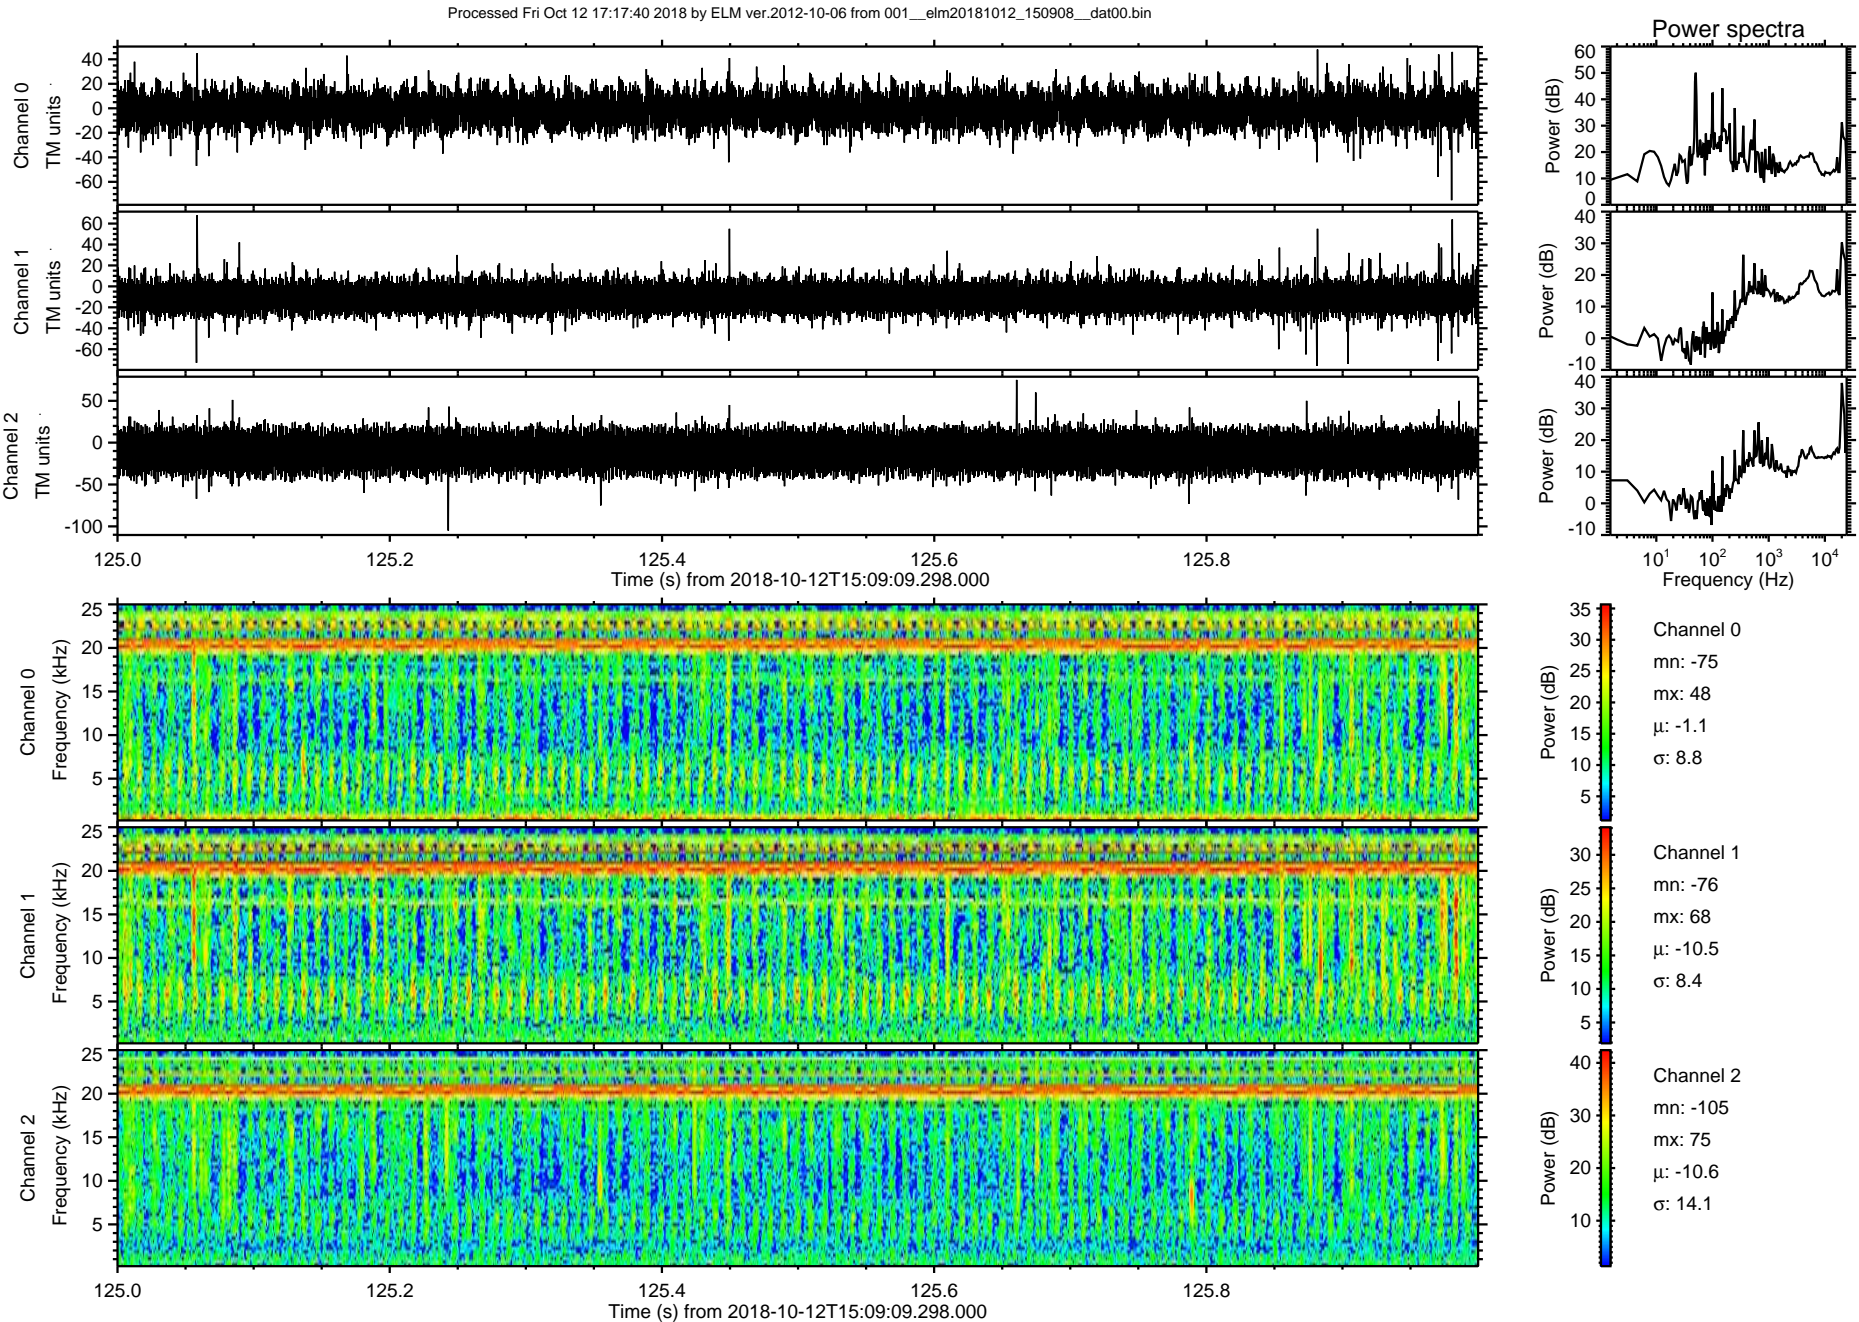 Processed Fri Oct 12 17:17:40 2018 by ELM ver.2012-10-06 from 001__elm20181012_150908__dat00.bin
Power spectra
Channel 0
TM units
40
20
0
-20
-40
-60
Power (dB)
60
50
40
30
20
10
0
Channel 1
TM units
60
40
20
0
-20
-40
-60
Power (dB)
40
30
20
10
0
-10
Channel 2
TM units
50
0
-50
-100
Power (dB)
40
30
20
10
0
-10
125.0 125.2 125.4 125.6 125.8
Time (s) from 2018-10-12T15:09:09.298.000
10^1 10^2 10^3 10^4
Frequency (Hz)
Channel 0
Frequency (kHz)
25
20
15
10
5
Power (dB)
35
30
25
20
15
10
5
Channel 0
mn: -75
mx: 48
μ: -1.1
σ: 8.8
Channel 1
Frequency (kHz)
25
20
15
10
5
Power (dB)
30
25
20
15
10
5
Channel 1
mn: -76
mx: 68
μ: -10.5
σ: 8.4
Channel 2
Frequency (kHz)
25
20
15
10
5
Power (dB)
40
30
20
10
Channel 2
mn: -105
mx: 75
μ: -10.6
σ: 14.1
125.0 125.2 125.4 125.6 125.8
Time (s) from 2018-10-12T15:09:09.298.000